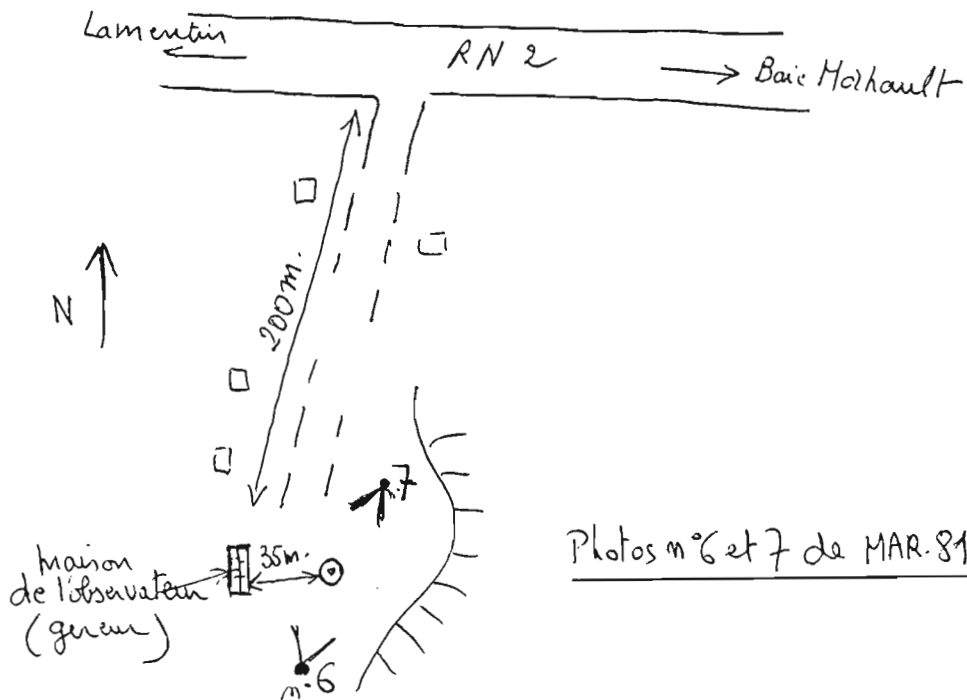 Lamentin
RN 2
Baie Mahault
200m.
N
7
maison
de l'observateur
(gereur)
35m.
Photos n°6 et 7 de MAR.81
n°6